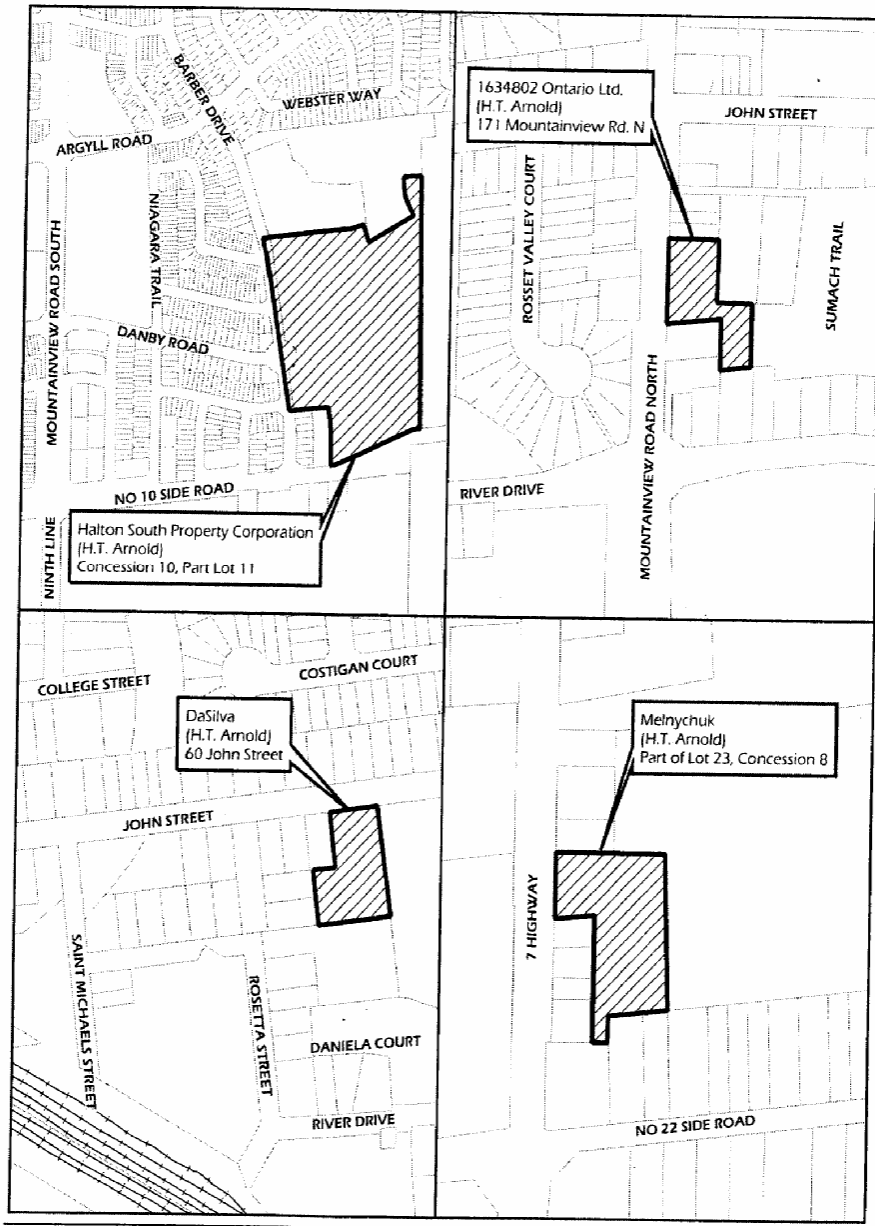 BARBER DRIVE
WEBSTER WAY
ARGYLL ROAD
NIAGARA TRAIL
MOUNTAINVIEW ROAD SOUTH
DANBY ROAD
NO 10 SIDE ROAD
NINTH LINE
Halton South Property Corporation
(H.T. Arnold)
Concession 10, Part Lot 11
1634802 Ontario Ltd.
(H.T. Arnold)
171 Mountainview Rd. N
JOHN STREET
ROSSET VALLEY COURT
SUMACH TRAIL
MOUNTAINVIEW ROAD NORTH
RIVER DRIVE
COLLEGE STREET
COSTIGAN COURT
DaSilva
(H.T. Arnold)
60 John Street
JOHN STREET
SAINT MICHAELS STREET
ROSETTA STREET
DANIELA COURT
RIVER DRIVE
Melnychuk
(H.T. Arnold)
Part of Lot 23, Concession 8
7 HIGHWAY
NO 22 SIDE ROAD